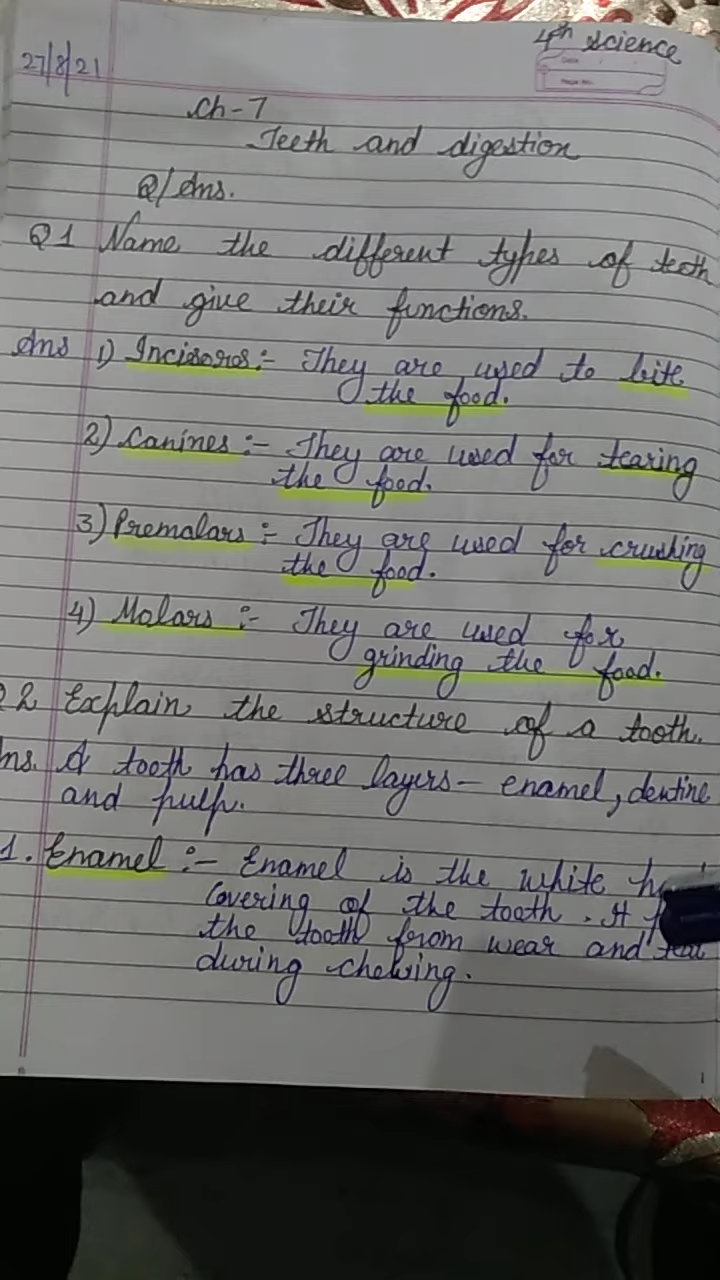 4th science
27/8/21
Ch-7
Teeth and digestion
Q/Ans.
Q1 Name the different types of teeth
and give their functions.
Ans 1) Incisors:- They are used to bite
the food.
2) Canines :- They are used for tearing
the food.
3) Premolars :- They are used for crushing
the food.
4) Molars :- They are used for
grinding the food.
2 Explain the structure of a tooth.
ns. A tooth has three layers- enamel, dentine
and pulp.
1. Enamel :- Enamel is the white
Covering of the tooth. It
the tooth from wear and
during chewing.